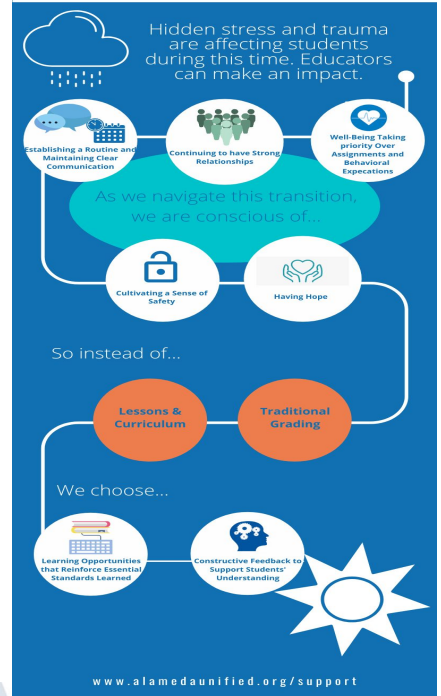 Hidden stress and trauma
are affecting students
during this time. Educators
can make an impact.
Establishing a Routine and
Maintaining Clear
Communication
Continuing to have Strong
Relationships
Well-Being Taking
priority Over
Assignments and
Behavioral
Expecations
As we navigate this transition,
we are conscious of...
Cultivating a Sense of
Safety
Having Hope
So instead of...
Lessons &
Curriculum
Traditional
Grading
We choose...
Learning Opportunities
that Reinforce Essential
Standards Learned
Constructive Feedback to
Support Students'
Understanding
www.alamedaunified.org/support